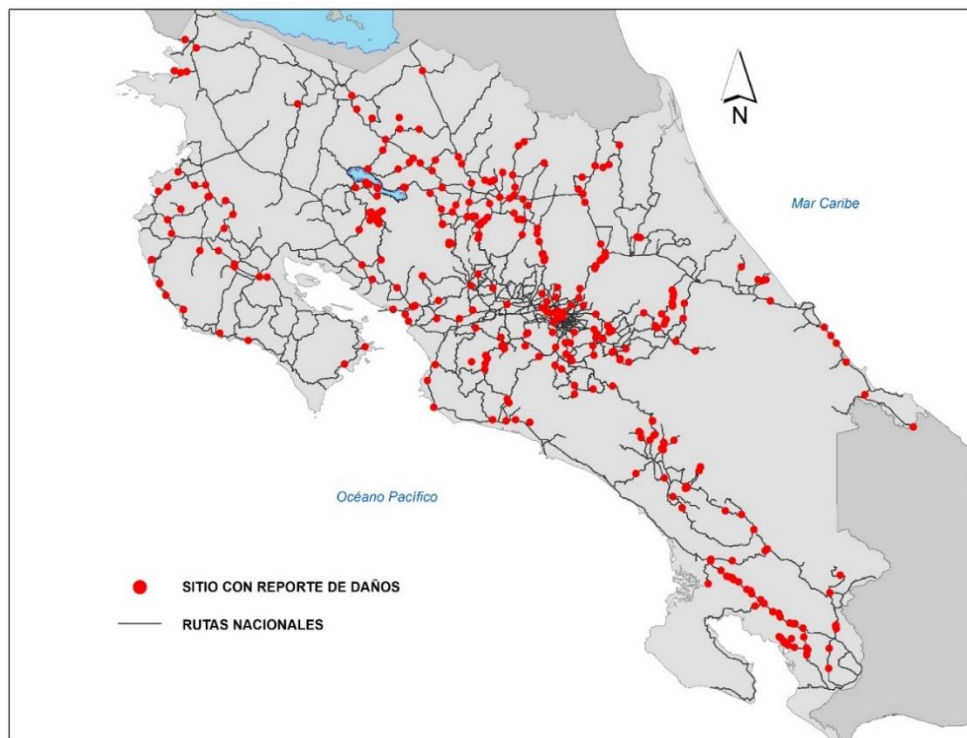 N
Mar Caribe
Océano Pacífico
SITIO CON REPORTE DE DAÑOS
RUTAS NACIONALES